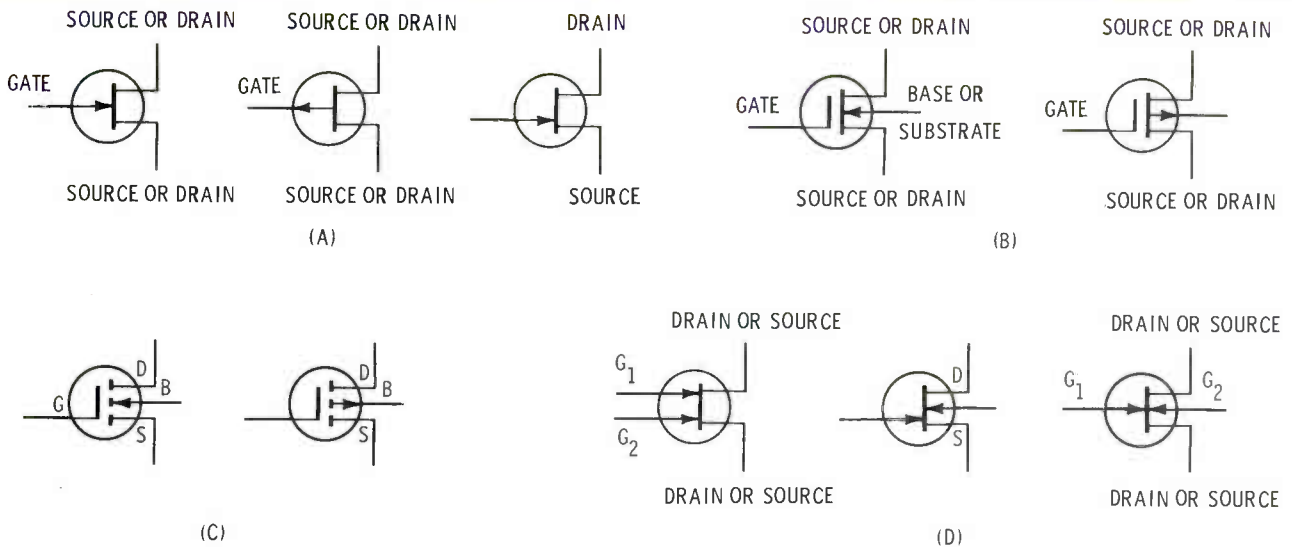 SOURCE OR DRAIN
SOURCE OR DRAIN
DRAIN
SOURCE OR DRAIN
SOURCE OR DRAIN
GATE
GATE
GATE
BASE OR
SUBSTRATE
GATE
SOURCE OR DRAIN
SOURCE OR DRAIN
SOURCE
SOURCE OR DRAIN
SOURCE OR DRAIN
(A)
(B)
DRAIN OR SOURCE
DRAIN OR SOURCE
G
D
B
S
D
B
S
G1
G2
D
S
G1
G2
DRAIN OR SOURCE
DRAIN OR SOURCE
(C)
(D)